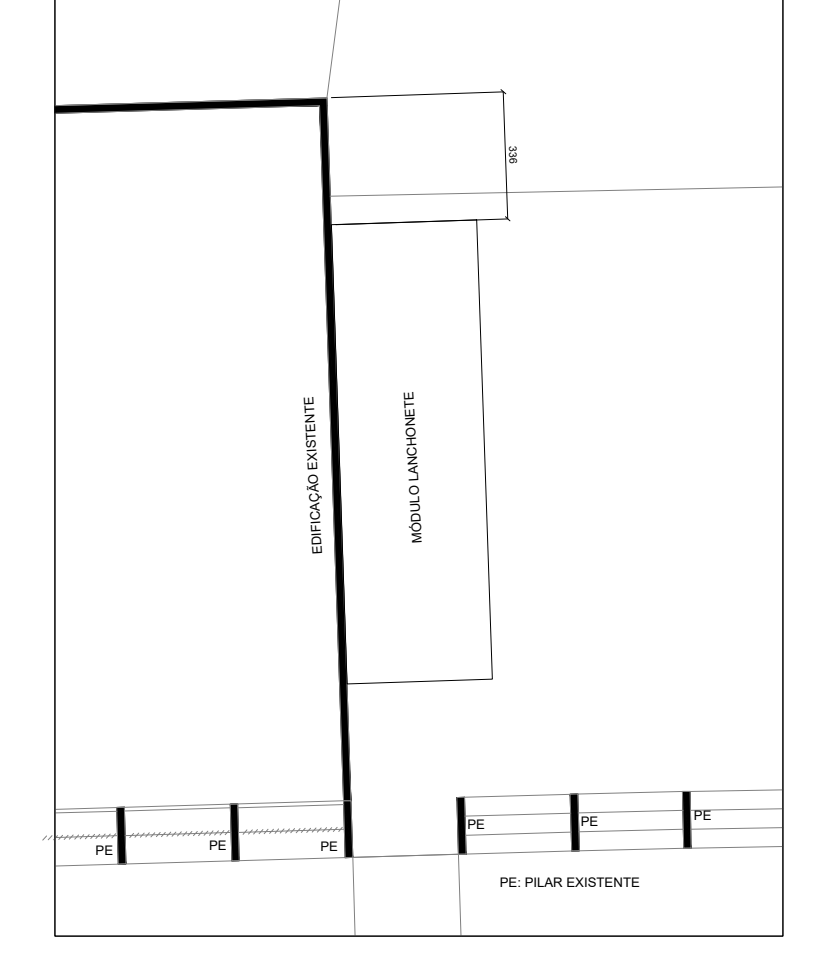 336
EDIFICAÇÃO EXISTENTE
MÓDULO LANCHONETE
PE
PE
PE
PE
PE
PE
PE: PILAR EXISTENTE